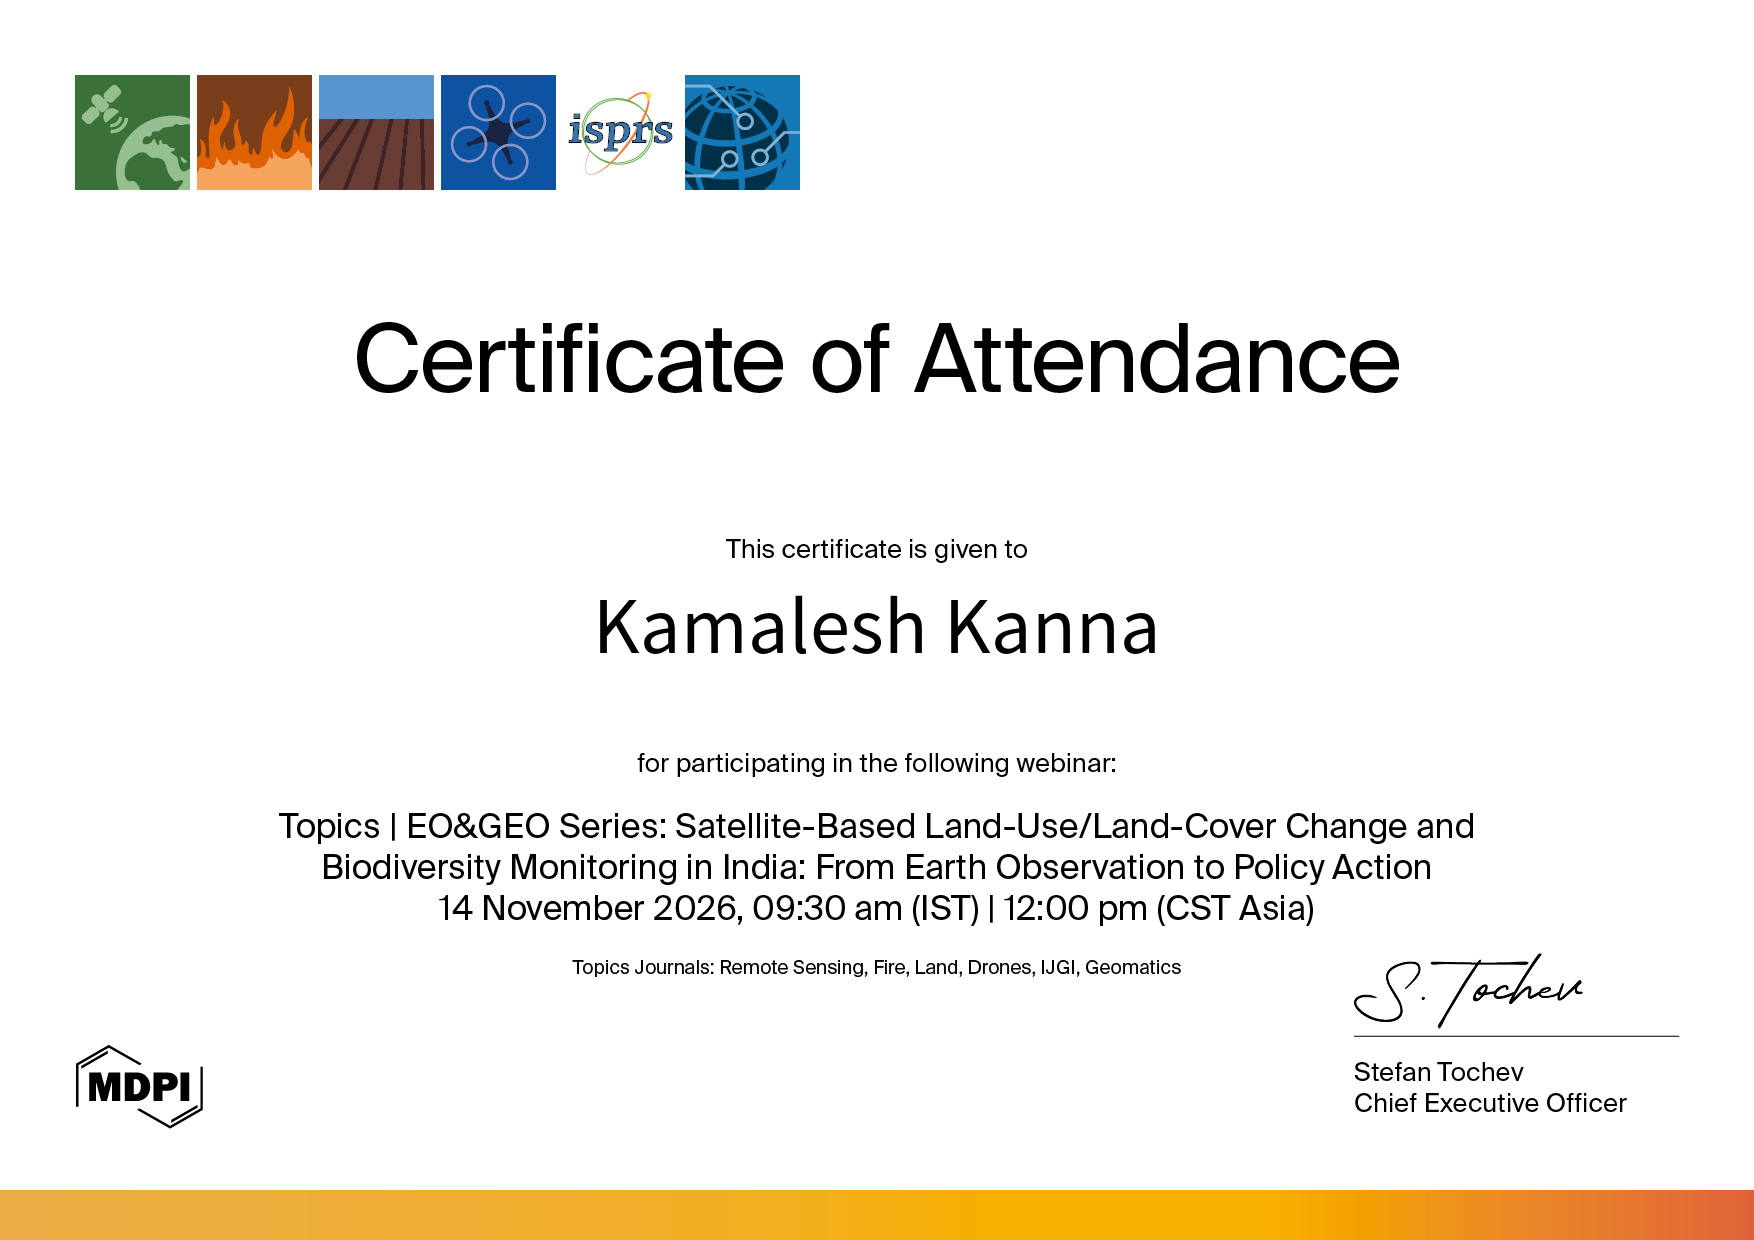 isprs
Certificate of Attendance
This certificate is given to
Kamalesh Kanna
for participating in the following webinar:
Topics | EO&GEO Series: Satellite-Based Land-Use/Land-Cover Change and
Biodiversity Monitoring in India: From Earth Observation to Policy Action
14 November 2026, 09:30 am (IST) | 12:00 pm (CST Asia)
Topics Journals: Remote Sensing, Fire, Land, Drones, IJGI, Geomatics
S. Tochev
Stefan Tochev
Chief Executive Officer
MDPI